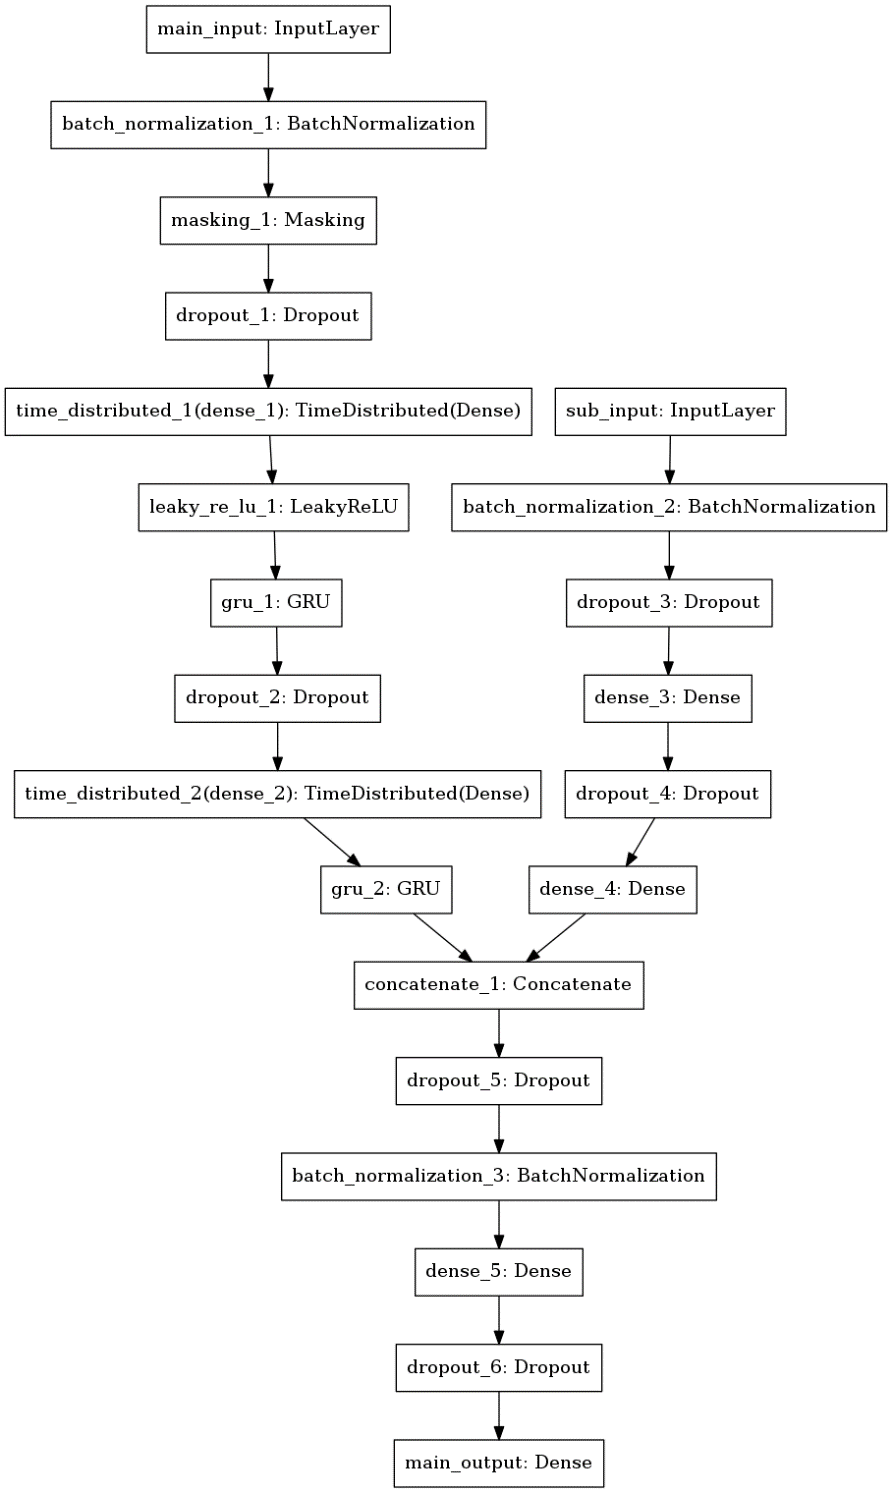 main_input: InputLayer
batch_normalization_1: BatchNormalization
masking_1: Masking
dropout_1: Dropout
time_distributed_1(dense_1): TimeDistributed(Dense)
sub_input: InputLayer
leaky_re_lu_1: LeakyReLU
batch_normalization_2: BatchNormalization
gru_1: GRU
dropout_3: Dropout
dropout_2: Dropout
dense_3: Dense
time_distributed_2(dense_2): TimeDistributed(Dense)
dropout_4: Dropout
gru_2: GRU
dense_4: Dense
concatenate_1: Concatenate
dropout_5: Dropout
batch_normalization_3: BatchNormalization
dense_5: Dense
dropout_6: Dropout
main_output: Dense